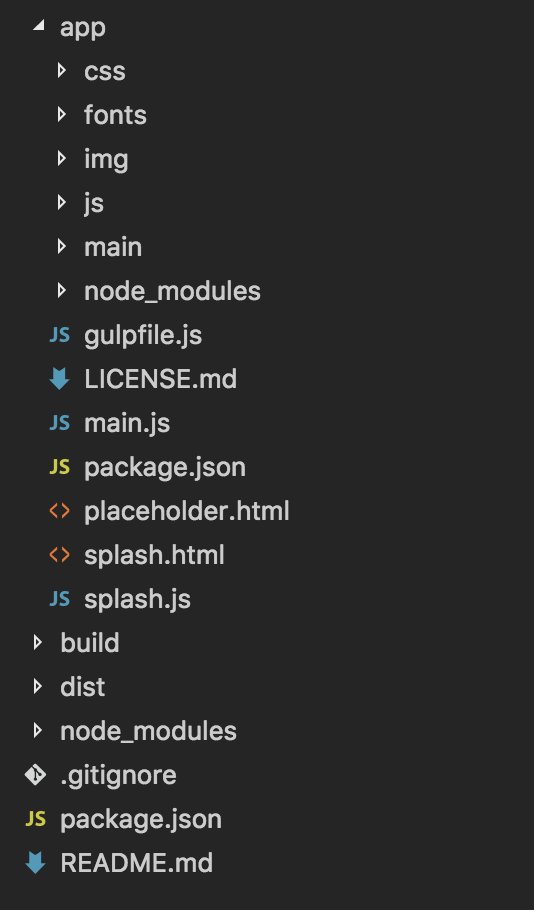 app
css
fonts
img
js
main
node_modules
JS gulpfile.js
LICENSE.md
JS main.js
JS package.json
<> placeholder.html
<> splash.html
JS splash.js
build
dist
node_modules
.gitignore
JS package.json
README.md